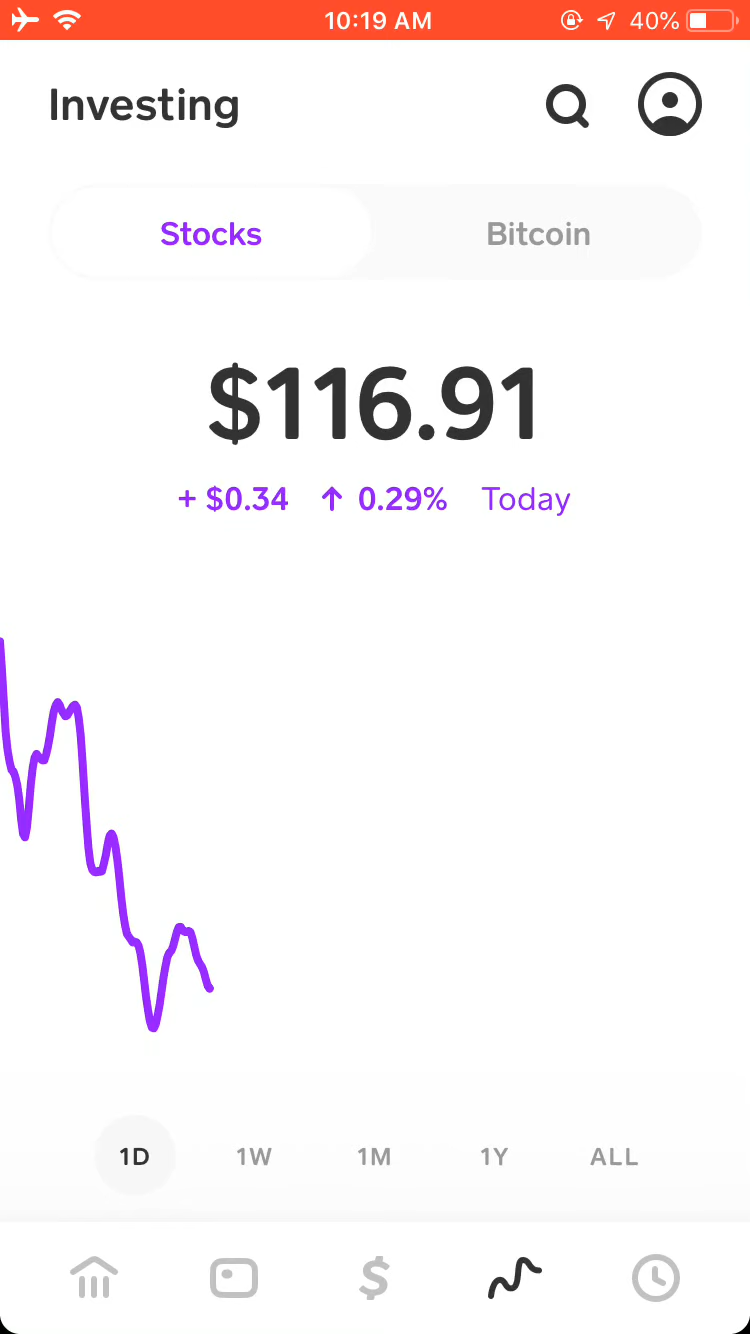 10:19 AM 40%
Investing
Stocks Bitcoin
$116.91
+ $0.34 ↑ 0.29% Today
1D 1W 1M 1Y ALL
$